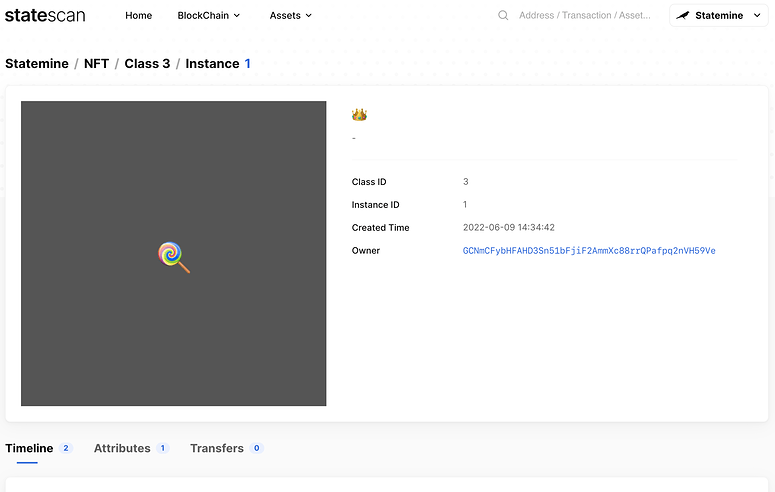 statescan Home BlockChain Assets Address / Transaction / Asset... Statemine
Statemine / NFT / Class 3 / Instance 1
👑
-
Class ID 3
Instance ID 1
Created Time 2022-06-09 14:34:42
Owner GCNmCFybHFAHD3Sn51bFjiF2AmmXc88rrQPafpq2nVH59Ve
Timeline 2 Attributes 1 Transfers 0